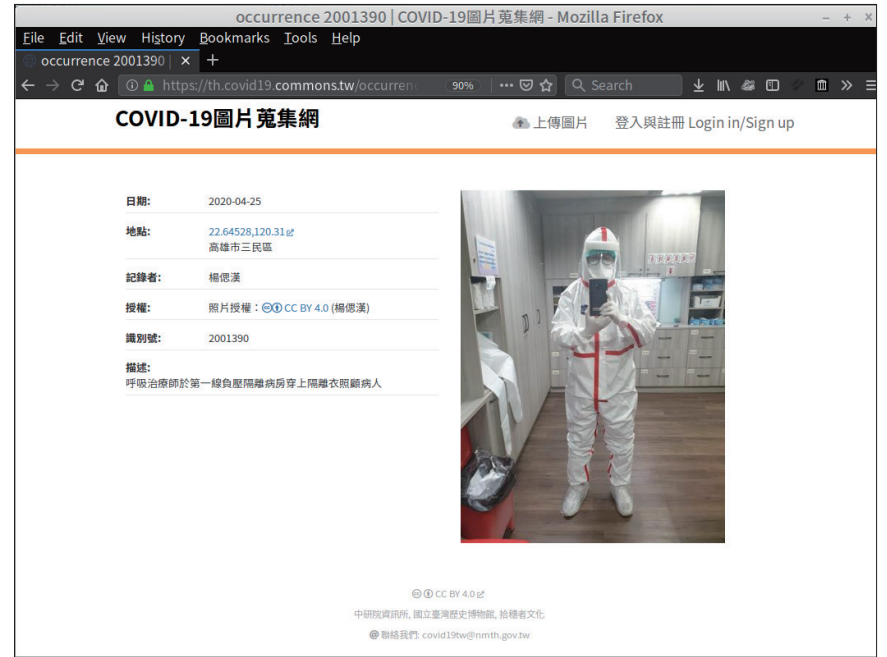 occurrence 2001390 | COVID-19圖片蒐集網 - Mozilla Firefox
File Edit View History Bookmarks Tools Help
occurrence 2001390 |
https://th.covid19.commons.tw/occurren 90% Search
COVID-19圖片蒐集網 上傳圖片 登入與註冊 Login in/Sign up
日期: 2020-04-25
地點: 22.64528,120.31
高雄市三民區
記錄者: 楊偲漢
授權: 照片授權：CC BY 4.0 (楊偲漢)
識別號: 2001390
描述:
呼吸治療師於第一線負壓隔離病房穿上隔離衣照顧病人
CC BY 4.0
中研院資訊所, 國立臺灣歷史博物館, 拾穗者文化
聯絡我們: covid19tw@nmth.gov.tw